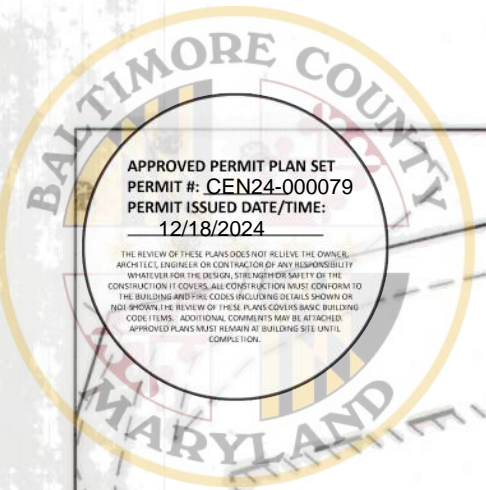 BALTIMORE COUNTY
APPROVED PERMIT PLAN SET
PERMIT #: CEN24-000079
PERMIT ISSUED DATE/TIME:
12/18/2024
THE REVIEW OF THESE PLANS DOES NOT RELIEVE THE OWNER,
ARCHITECT, ENGINEER OR CONTRACTOR OF ANY RESPONSIBILITY
WHATEVER FOR THE DESIGN, STRENGTH OR SAFETY OF THE
CONSTRUCTION IT COVERS. ALL CONSTRUCTION MUST CONFORM TO
THE BUILDING AND FIRE CODES INCLUDING DETAILS SHOWN OR
NOT SHOWN. THE REVIEW OF THESE PLANS COVERS BASIC BUILDING
CODE ITEMS. ADDITIONAL COMMENTS MAY BE ATTACHED.
APPROVED PLANS MUST REMAIN AT BUILDING SITE UNTIL
COMPLETION.
MARYLAND